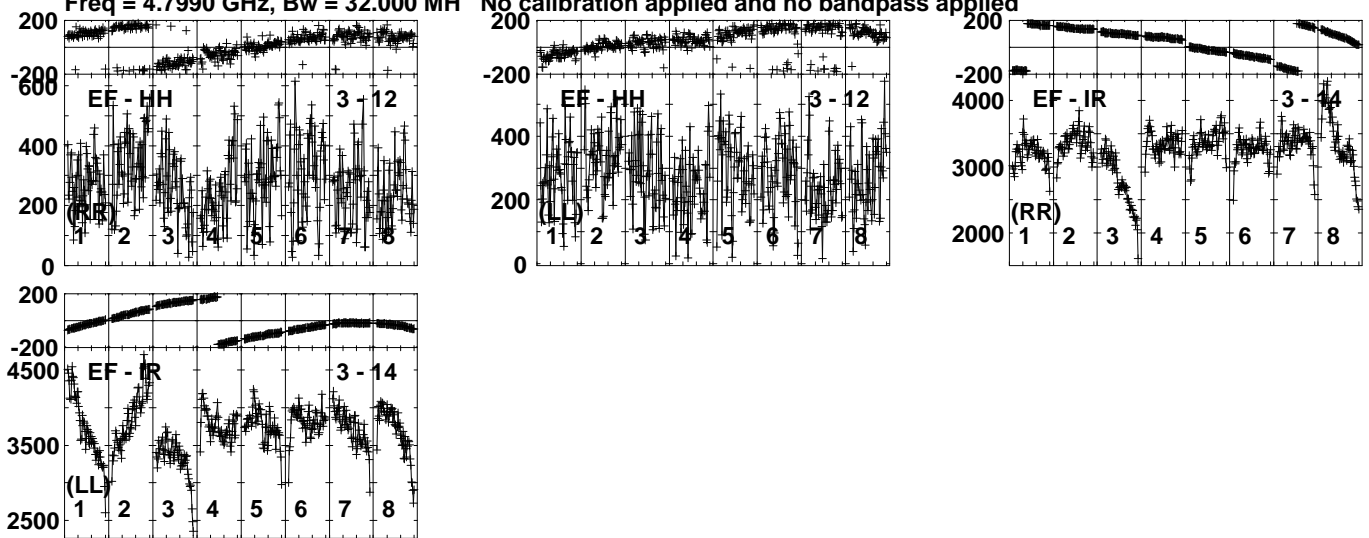 Freq = 4.7990 GHz, Bw = 32.000 MH No calibration applied and no bandpass applied
200
-200
600
400
200
0
EF - HH 3 - 12
(RR)
1 2 3 4 5 6 7 8
200
-200
600
400
200
0
EF - HH 3 - 12
(LL)
1 2 3 4 5 6 7 8
200
-200
4000
3000
2000
EF - IR 3 - 14
(RR)
1 2 3 4 5 6 7 8
200
-200
4500
3500
2500
EF - IR 3 - 14
(LL)
1 2 3 4 5 6 7 8